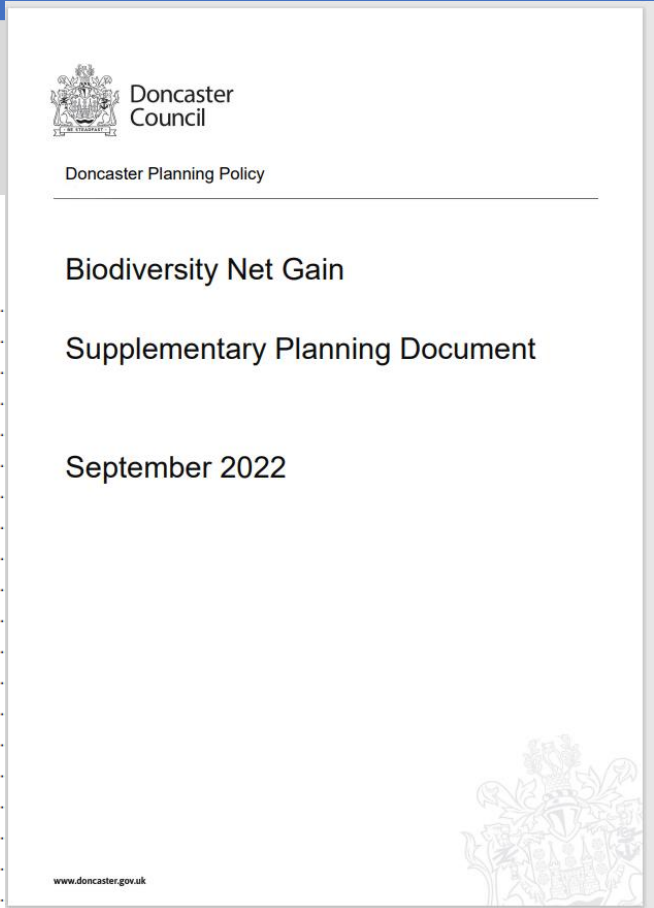 Doncaster
Council
BE STEADFAST
Doncaster Planning Policy
Biodiversity Net Gain
Supplementary Planning Document
September 2022
www.doncaster.gov.uk